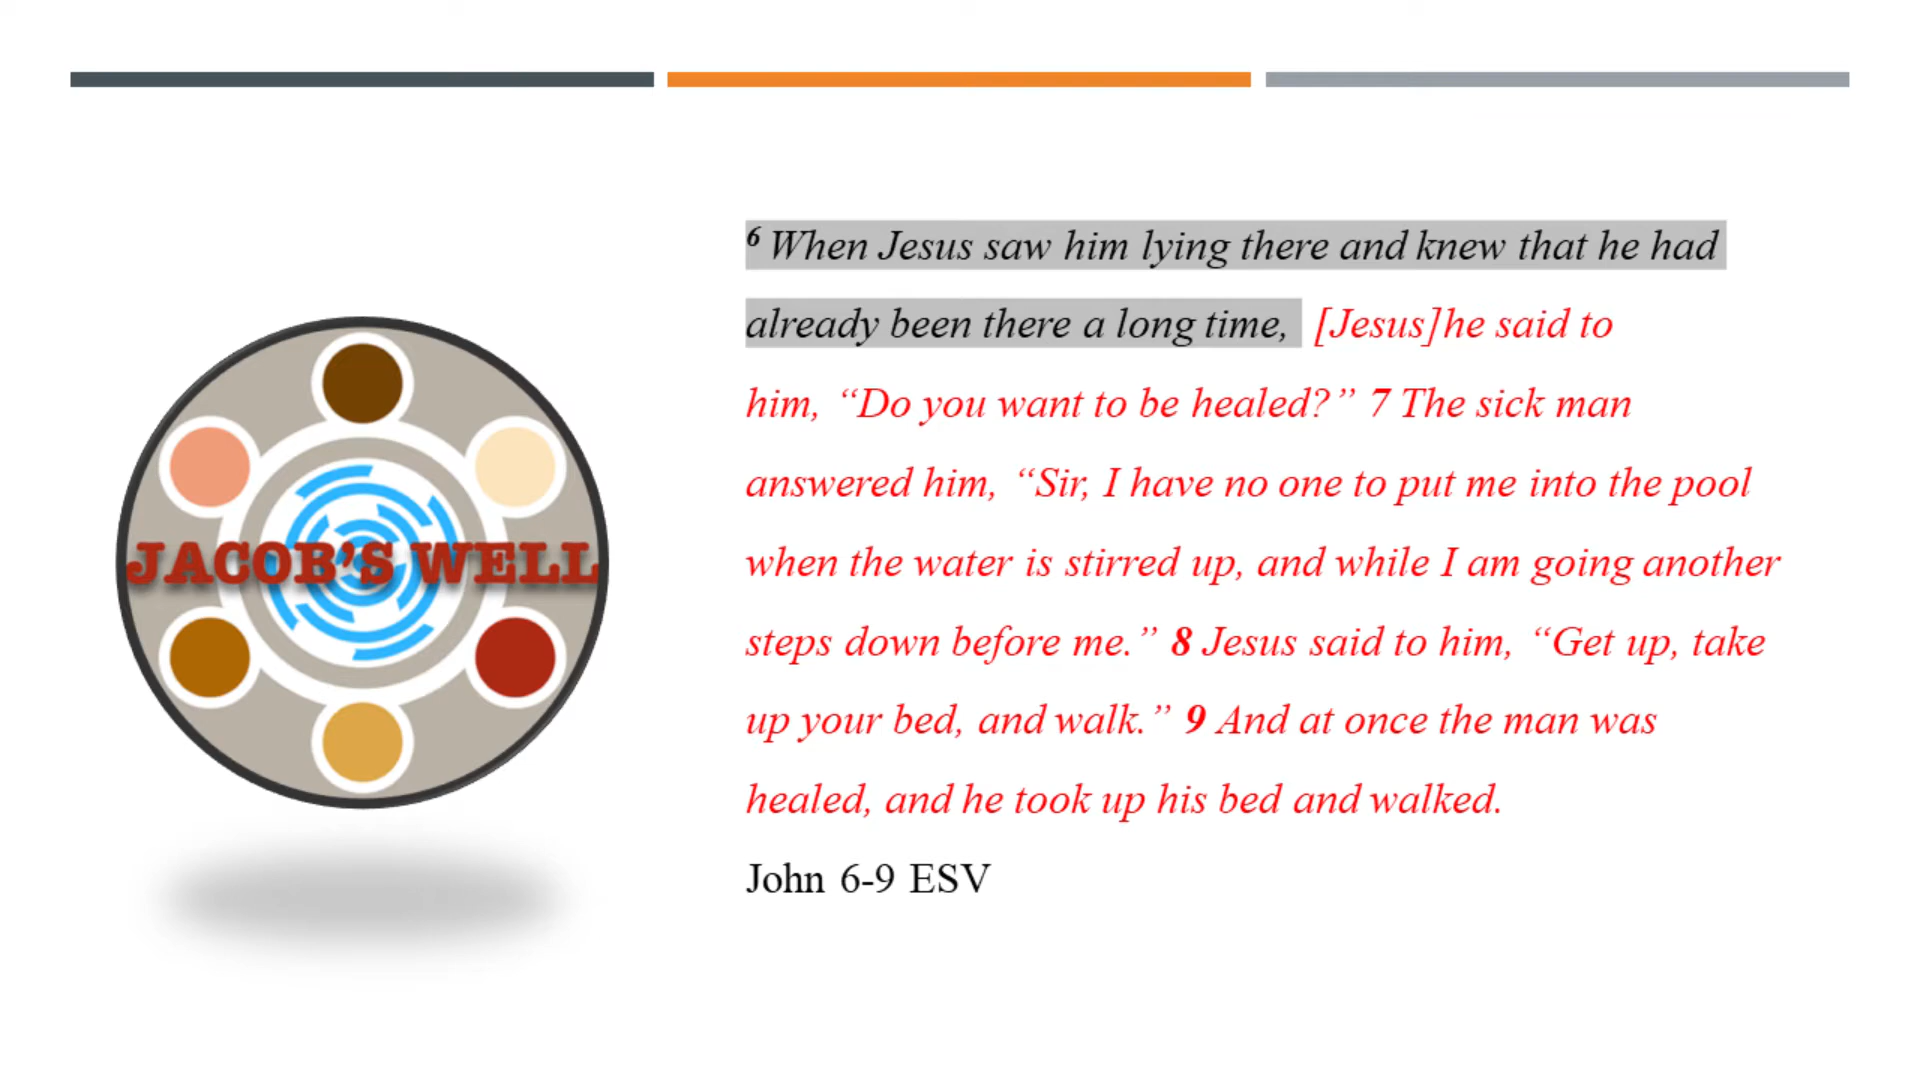 JACOB'S WELL
6 When Jesus saw him lying there and knew that he had
already been there a long time, [Jesus]he said to
him, “Do you want to be healed?” 7 The sick man
answered him, “Sir, I have no one to put me into the pool
when the water is stirred up, and while I am going another
steps down before me.” 8 Jesus said to him, “Get up, take
up your bed, and walk.” 9 And at once the man was
healed, and he took up his bed and walked.
John 6-9 ESV